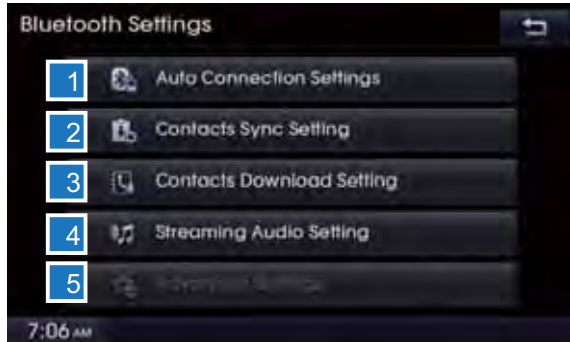 Bluetooth Settings
1 Auto Connection Settings
2 Contacts Sync Setting
3 Contacts Download Setting
4 Streaming Audio Setting
5
7:06 AM